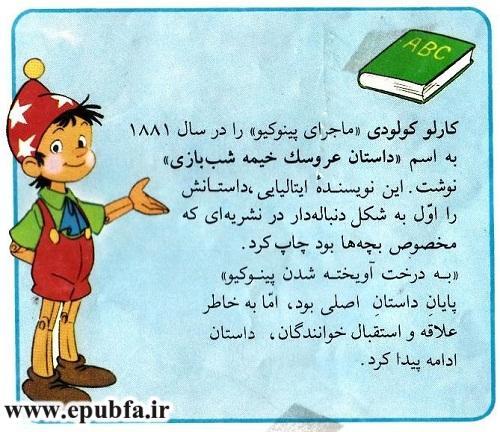 ABC
کارلو کولودی «ماجرای پینوکیو» را در سال ۱۸۸۱
به اسم «داستان عروسك خیمه شب‌بازی»
نوشت. این نویسندهٔ ایتالیایی،داستانش
را اوّل به شکل دنباله‌دار در نشریه‌ای که
مخصوص بچه‌ها بود چاپ کرد.
«به درخت آویخته شدن پینوکیو»
پایانِ داستانِ اصلی بود، امّا به خاطر
علاقه و استقبال خوانندگان، داستان
ادامه پیدا کرد.
www.epubfa.ir